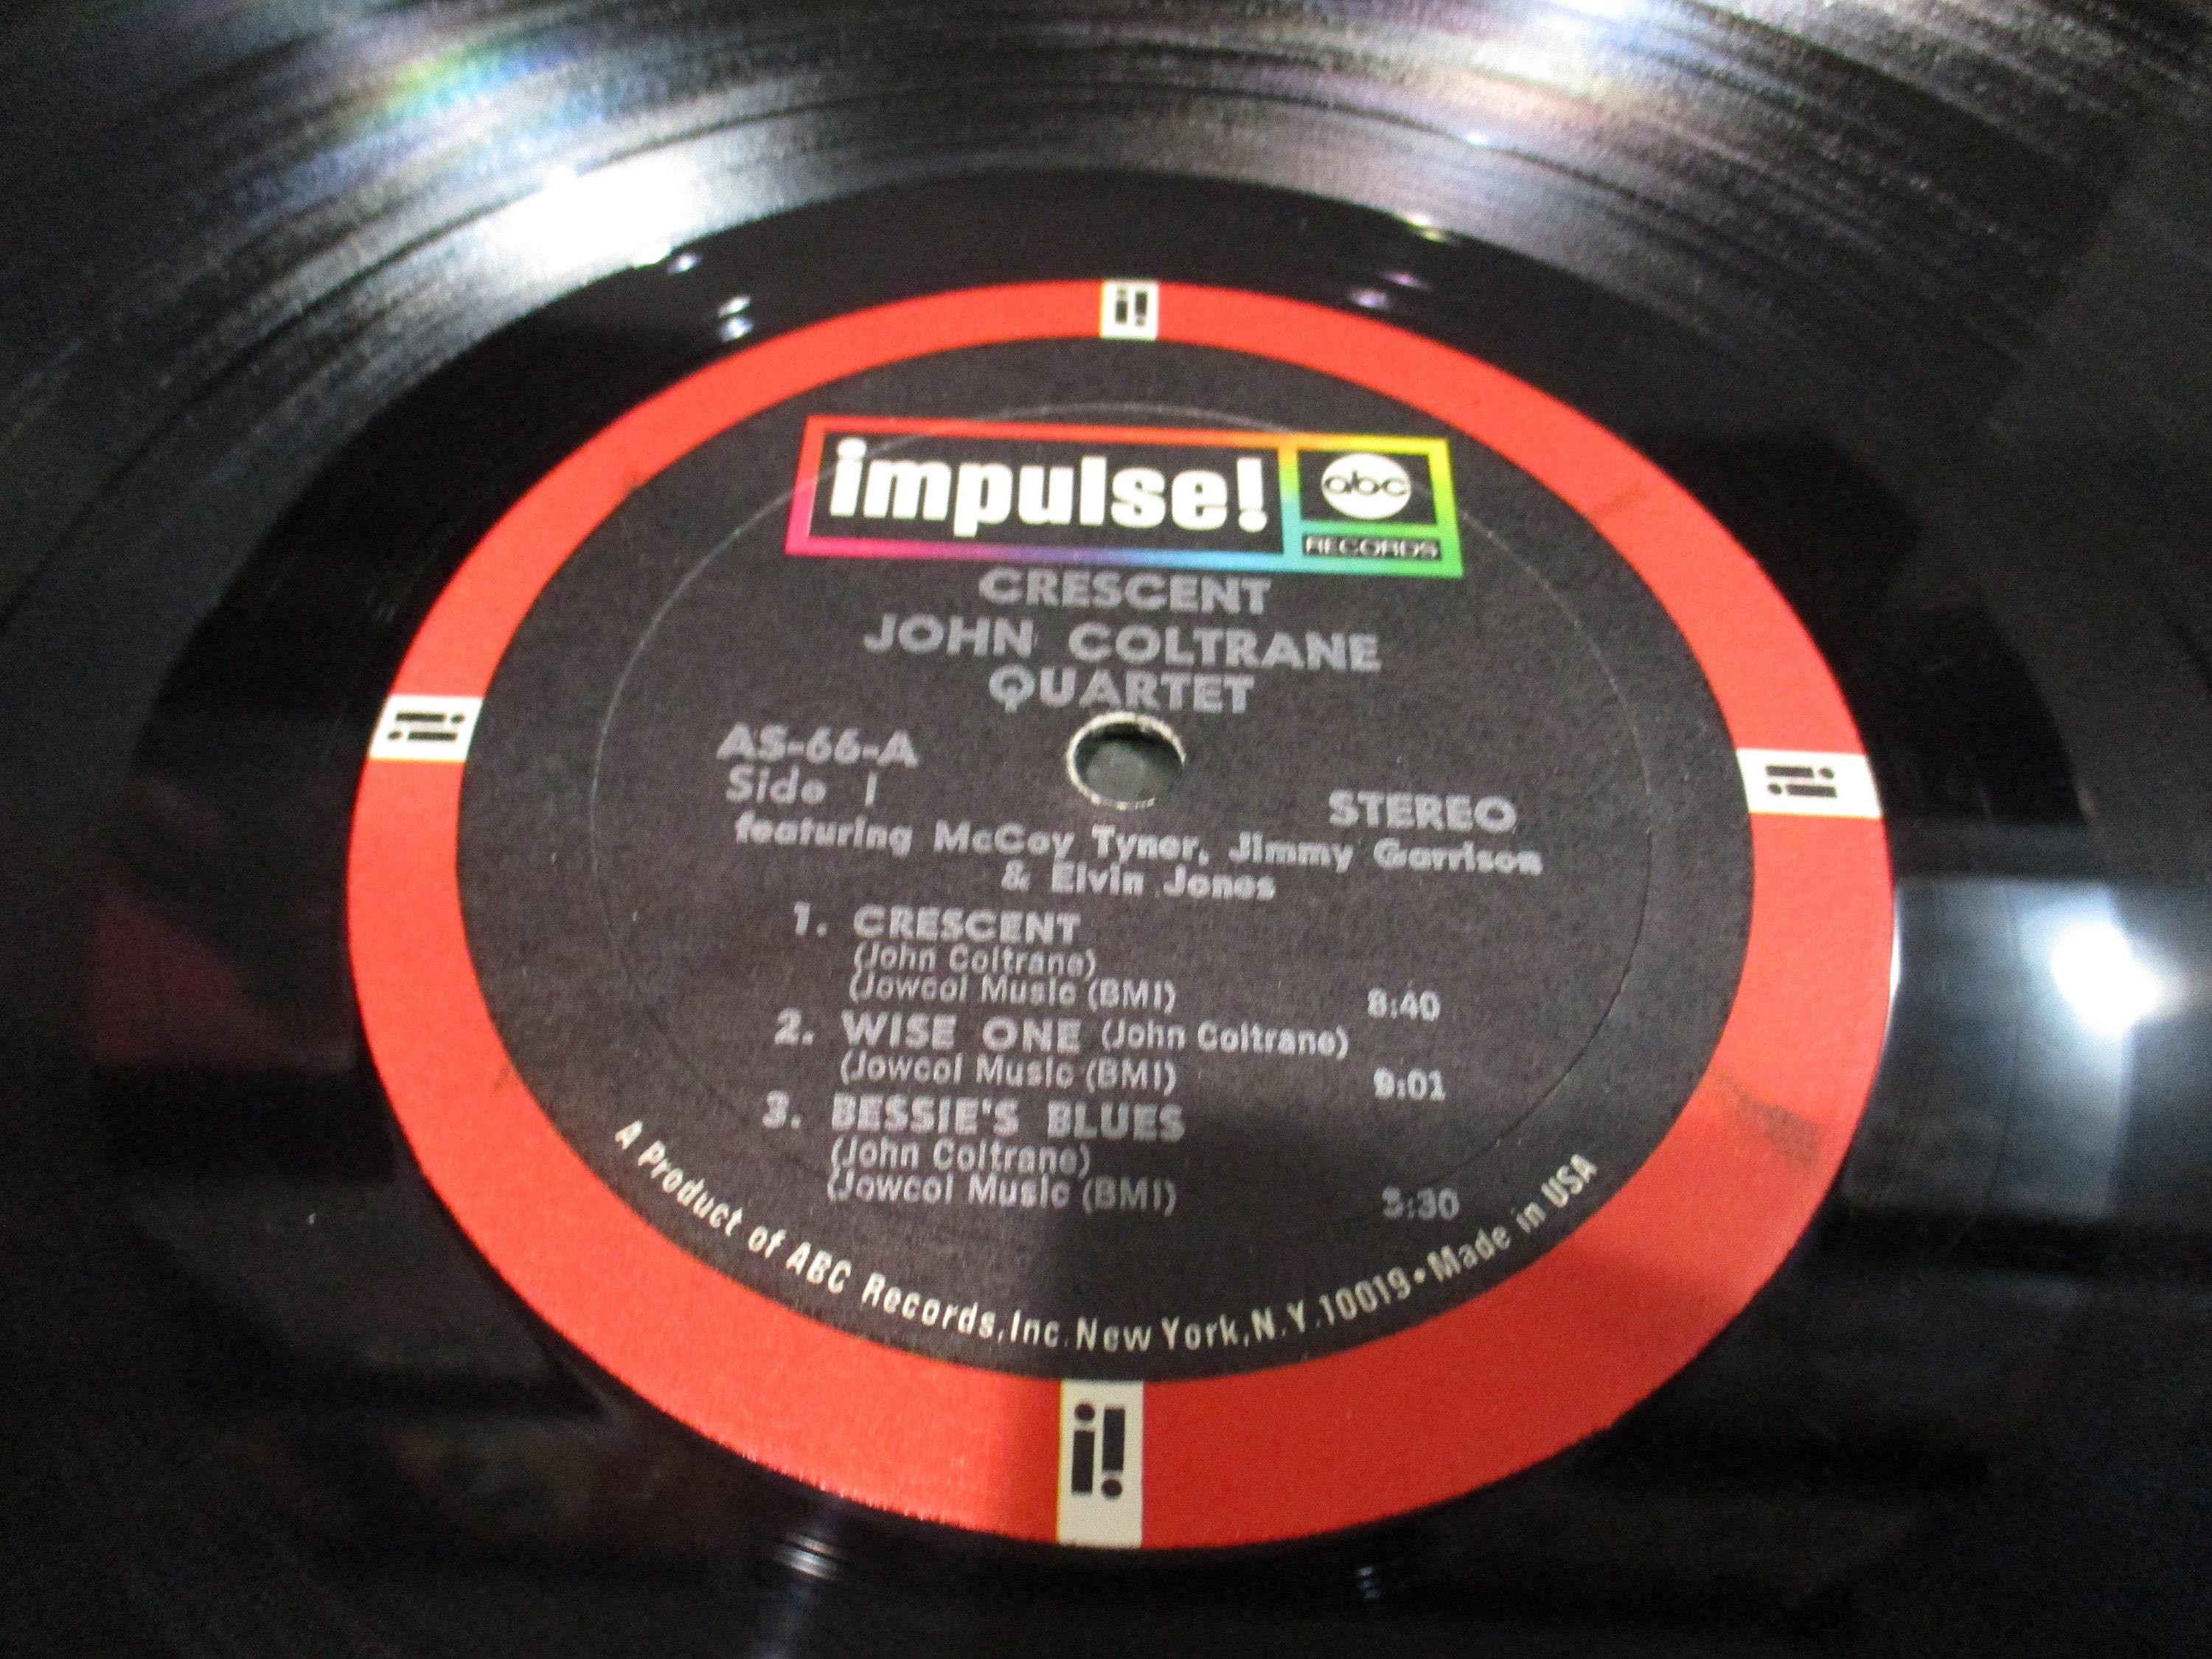 i!
impulse! abc
RECORDS
CRESCENT
JOHN COLTRANE
QUARTET
AS-66-A
Side 1
STEREO
featuring McCoy Tyner, Jimmy Garrison
& Elvin Jones
1. CRESCENT
(John Coltrane)
(Jowcol Music (BMI) 8:40
2. WISE ONE (John Coltrane)
(Jowcol Music (BMI) 9:01
3. BESSIE'S BLUES
(John Coltrane)
(Jowcol Music (BMI) 3:30
A Product of ABC Records, Inc. New York, N.Y. 10019 • Made in USA
i!
i!
i!